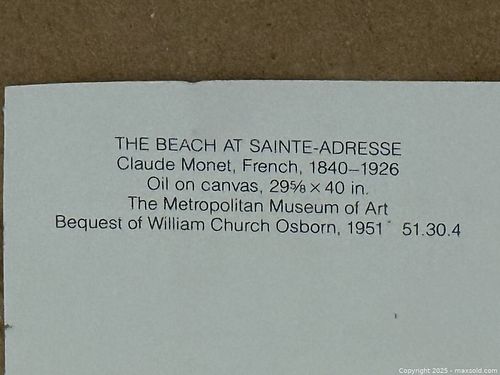 THE BEACH AT SAINTE-ADRESSE
Claude Monet, French, 1840–1926
Oil on canvas, 29⅝ × 40 in.
The Metropolitan Museum of Art
Bequest of William Church Osborn, 1951 51.30.4
Copyright 2025 - maxsold.com